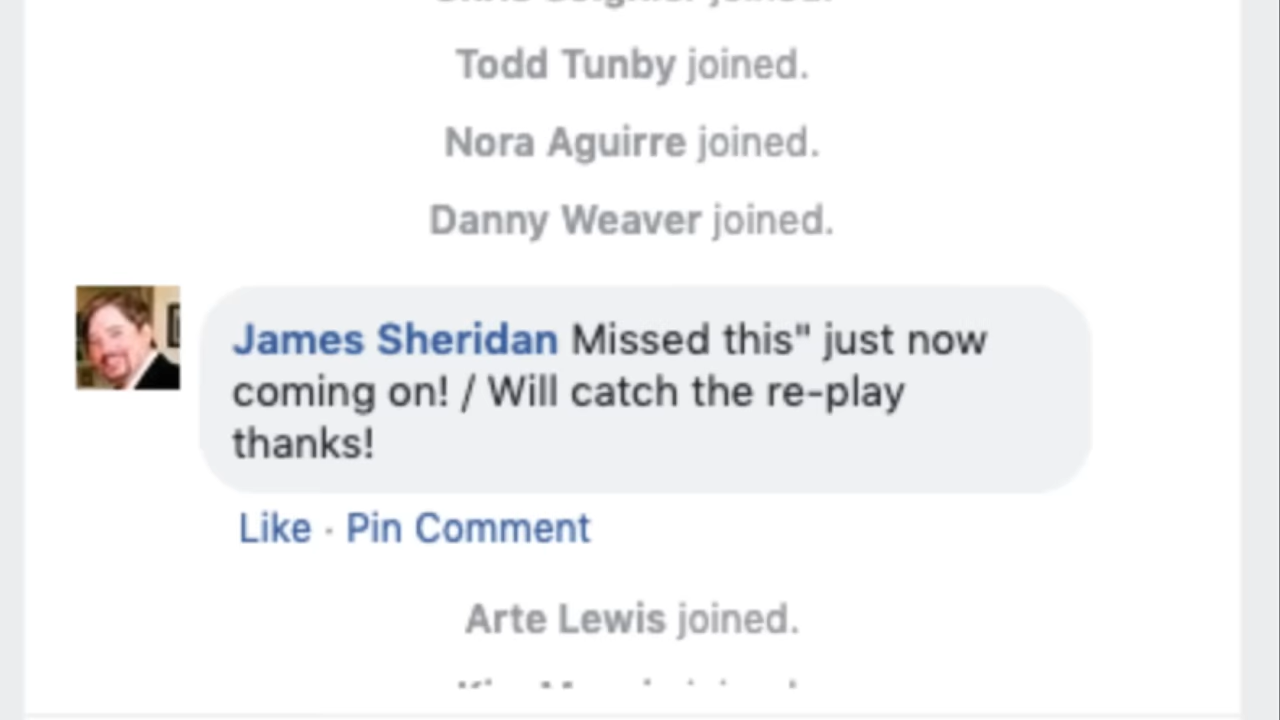 joined.
Todd Tunby joined.
Nora Aguirre joined.
Danny Weaver joined.
James Sheridan Missed this" just now
coming on! / Will catch the re-play
thanks!
Like · Pin Comment
Arte Lewis joined.